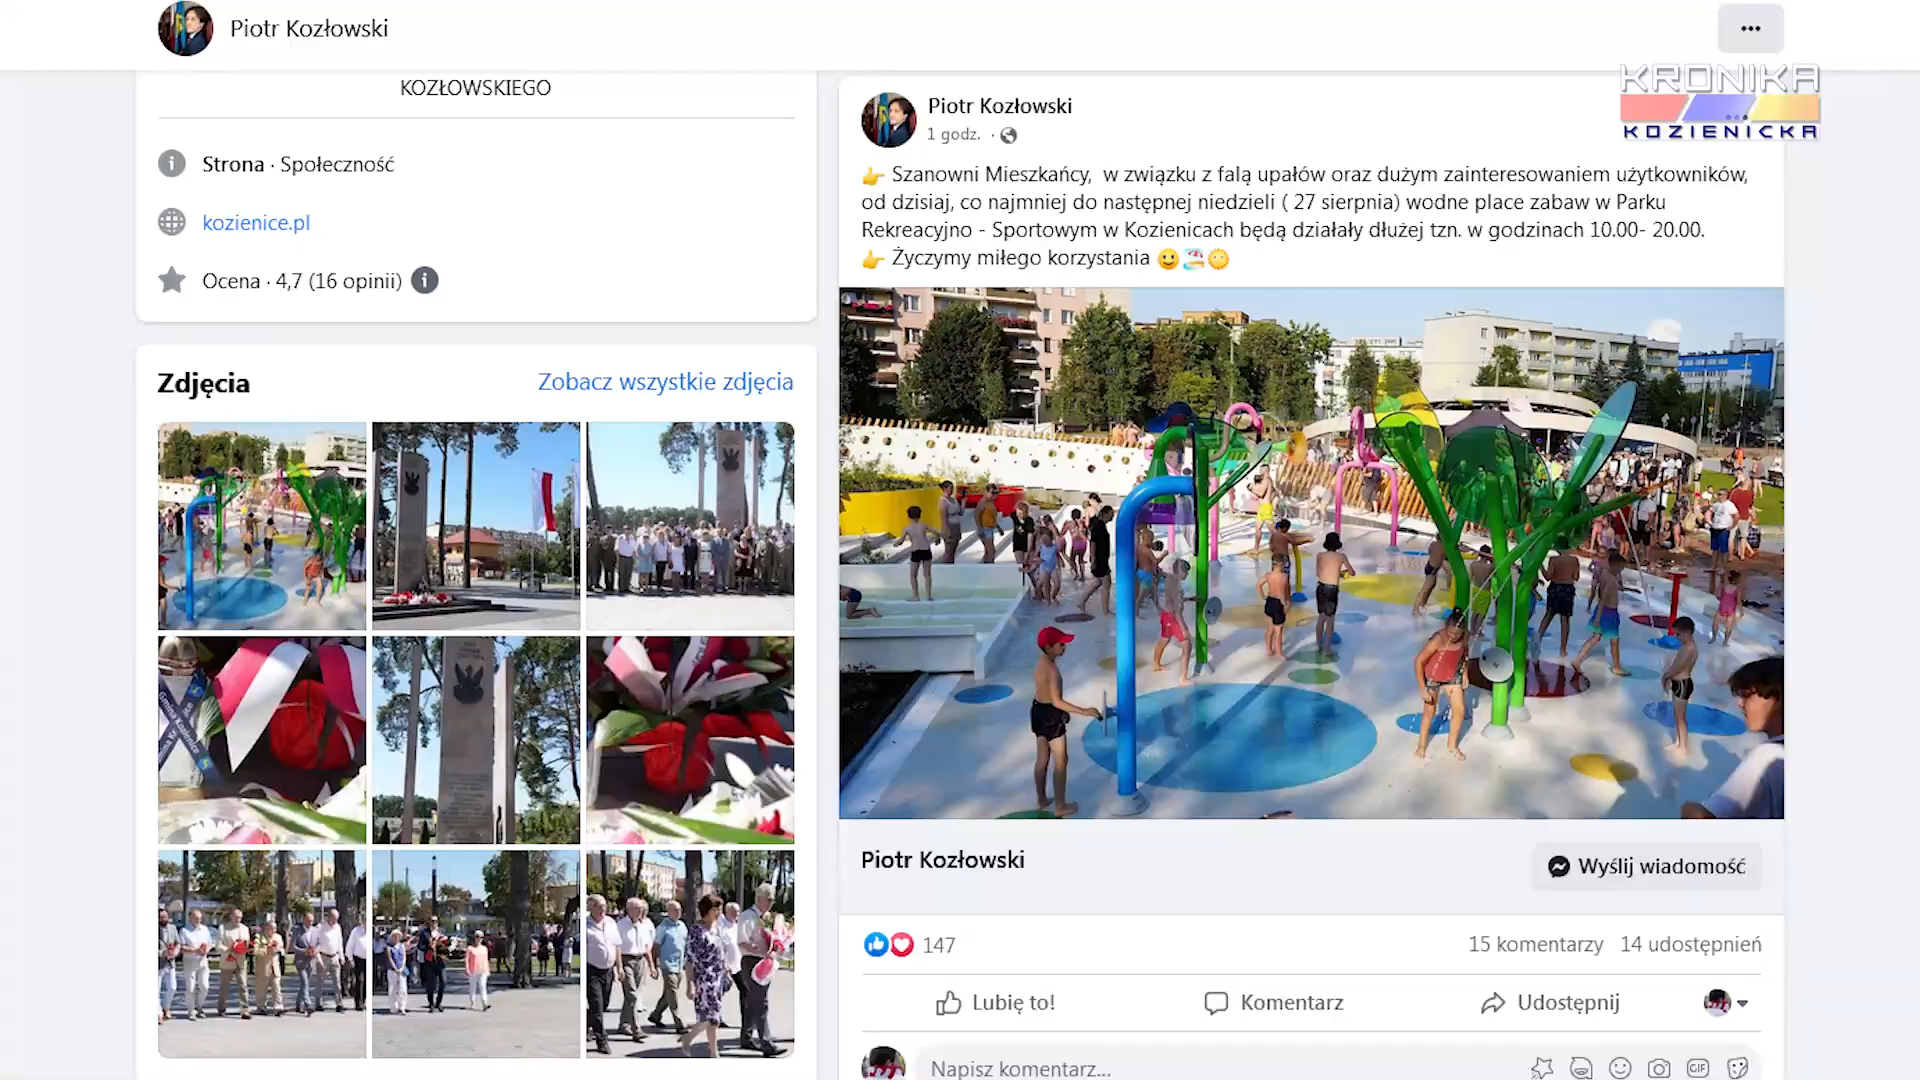 Piotr Kozłowski
KOZŁOWSKIEGO
Strona · Społeczność
kozienice.pl
Ocena · 4,7 (16 opinii)
Zdjęcia
Zobacz wszystkie zdjęcia
KRONIKA
KOZIENICKA
Piotr Kozłowski
1 godz. ·
👉 Szanowni Mieszkańcy, w związku z falą upałów oraz dużym zainteresowaniem użytkowników,
od dzisiaj, co najmniej do następnej niedzieli ( 27 sierpnia) wodne place zabaw w Parku
Rekreacyjno - Sportowym w Kozienicach będą działały dłużej tzn. w godzinach 10.00- 20.00.
👉 Życzymy miłego korzystania 🙂🏖️🌞
Piotr Kozłowski
Wyślij wiadomość
147
15 komentarzy 14 udostępnień
Lubię to!
Komentarz
Udostępnij
Napisz komentarz...
GIF